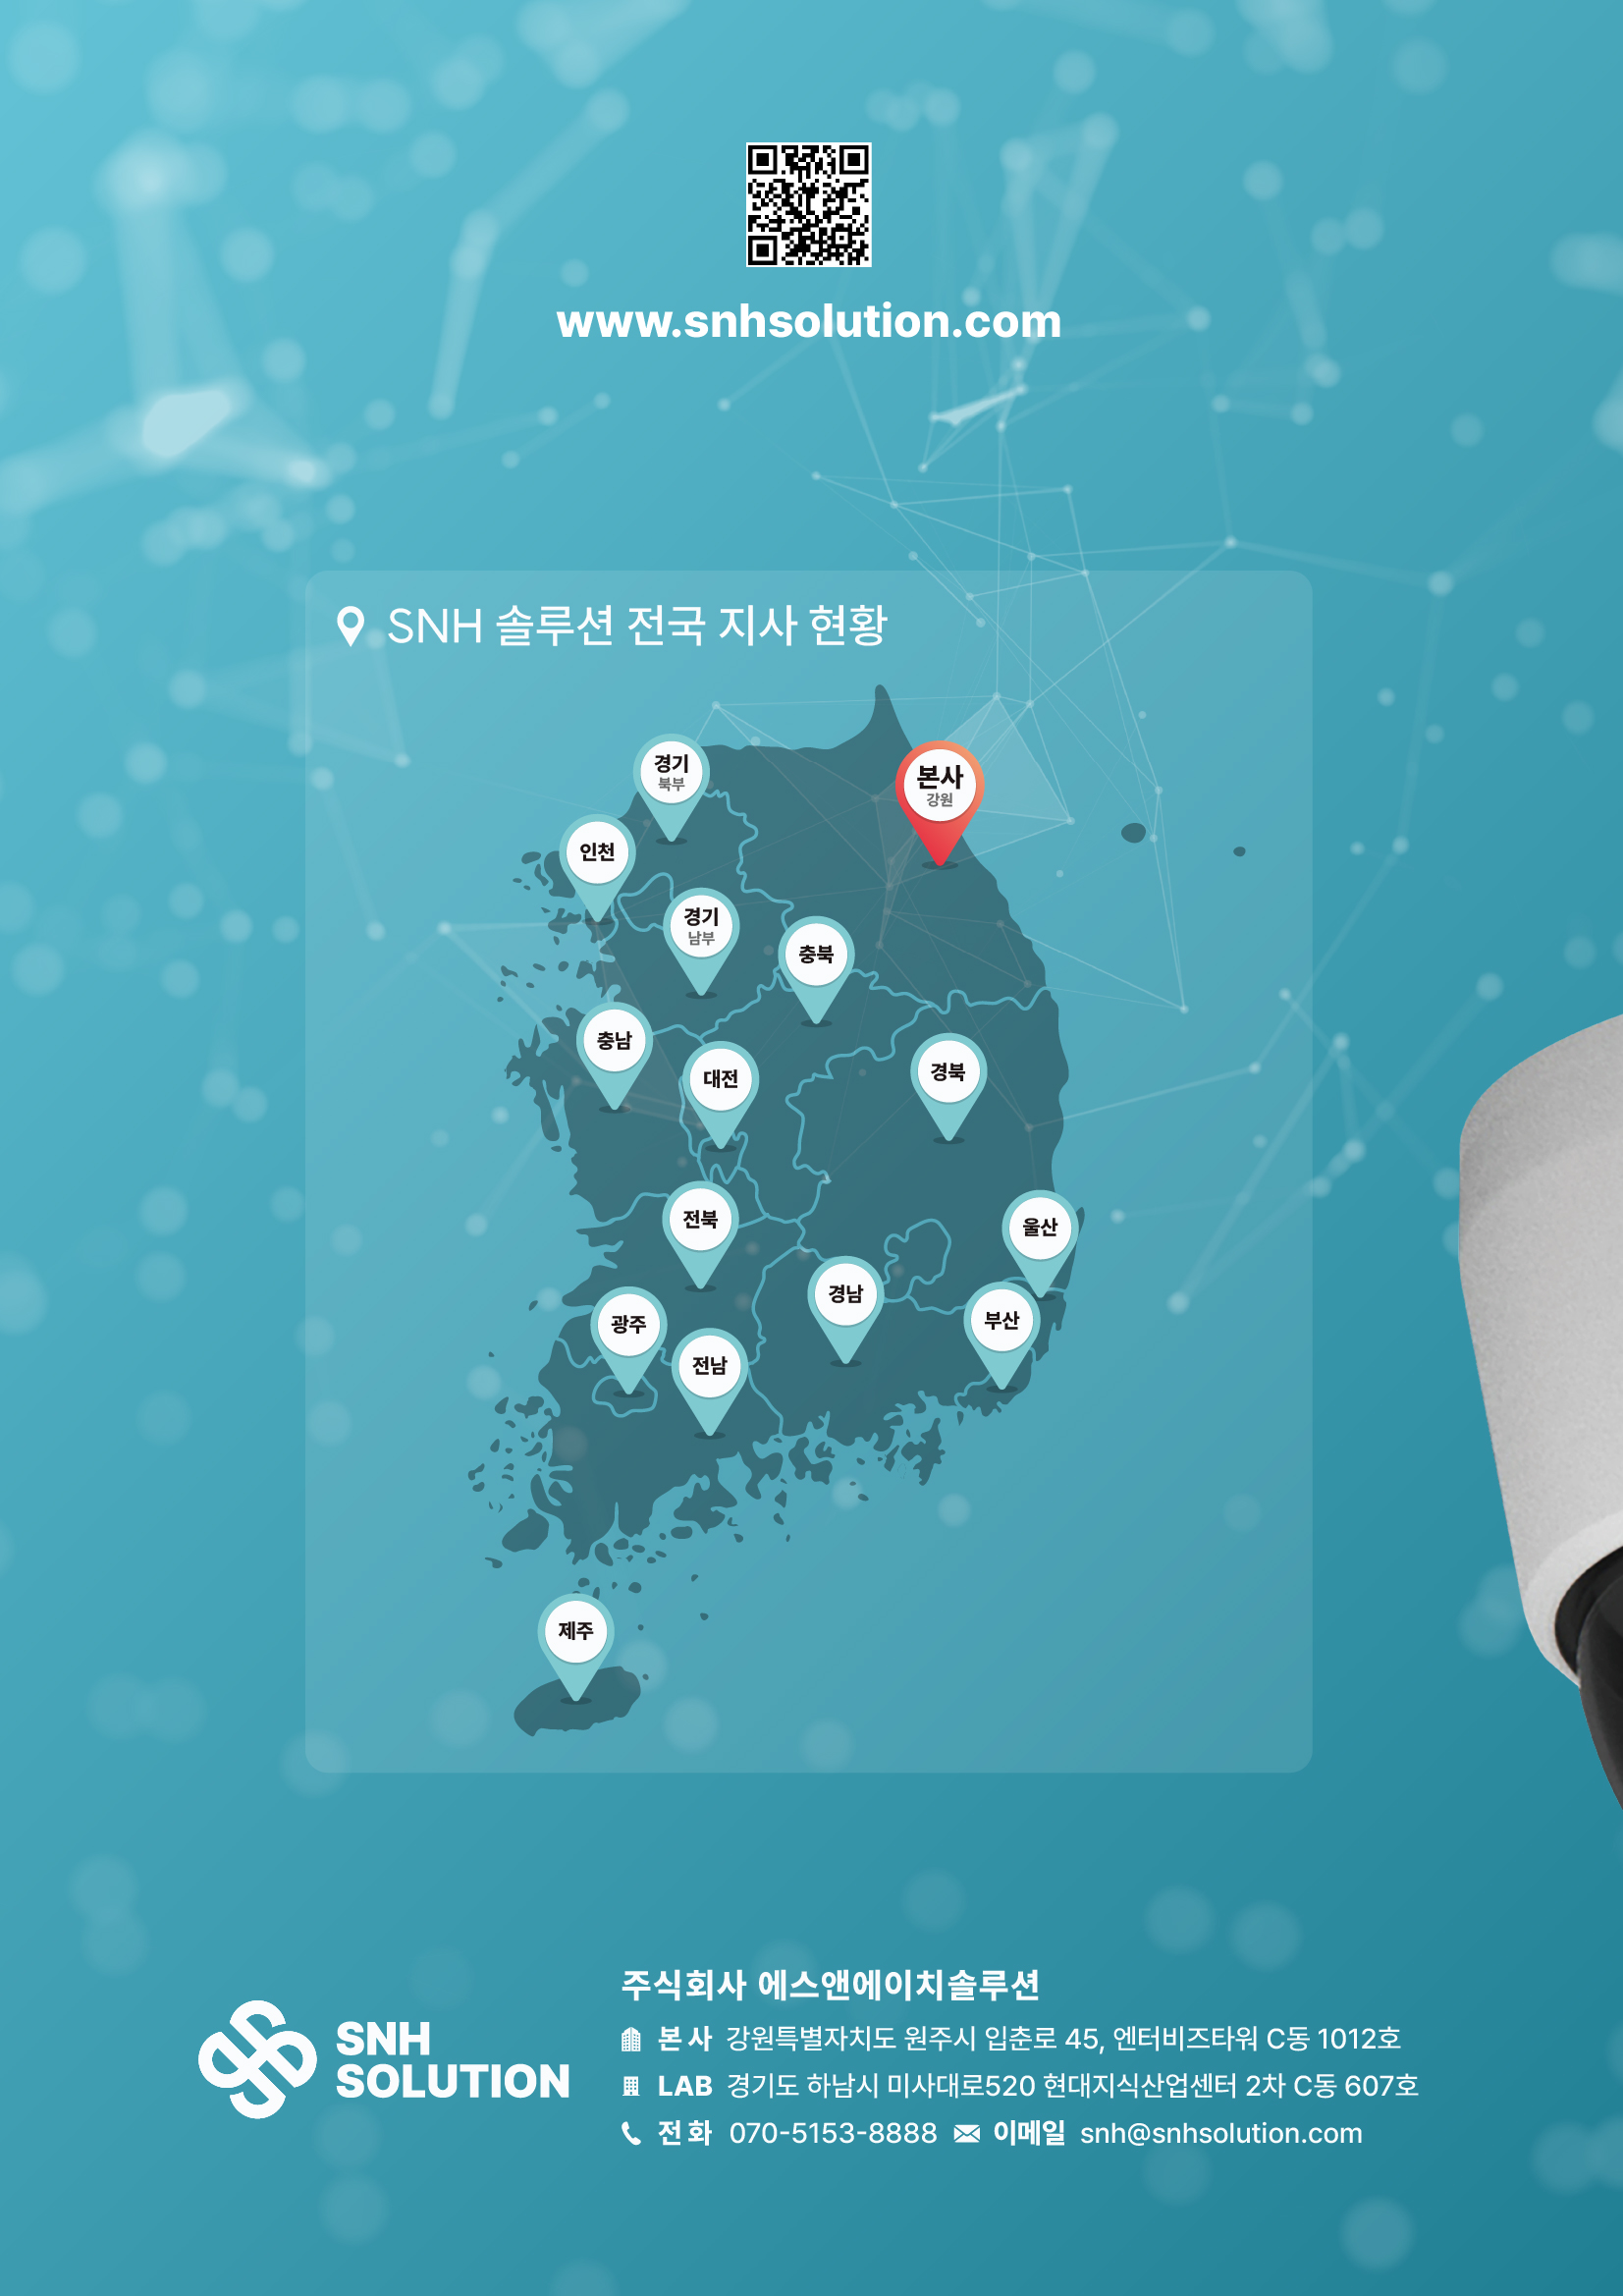 www.snhsolution.com
SNH 솔루션 전국 지사 현황
경기
북부
본사
강원
인천
경기
남부
충북
충남
대전
경북
전북
울산
경남
부산
광주
전남
제주
SNH
SOLUTION
주식회사 에스앤에이치솔루션
본 사 강원특별자치도 원주시 입춘로 45, 엔터비즈타워 C동 1012호
LAB 경기도 하남시 미사대로520 현대지식산업센터 2차 C동 607호
전 화 070-5153-8888 이메일 snh@snhsolution.com